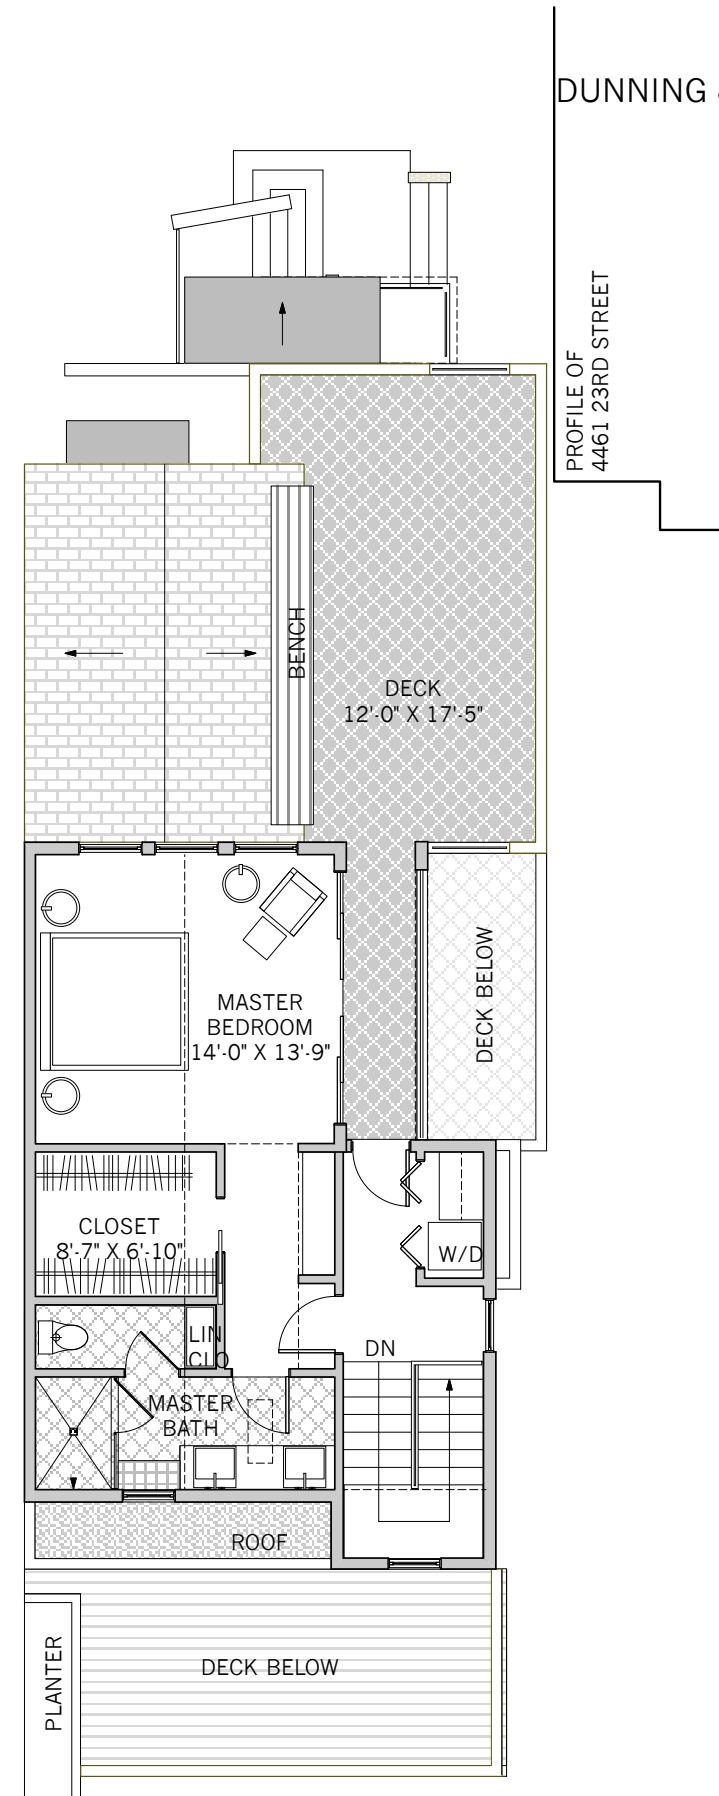 DUNNING
PROFILE OF
4461 23RD STREET
BENCH
DECK
12'-0" X 17'-5"
DECK BELOW
MASTER
BEDROOM
14'-0" X 13'-9"
CLOSET
8'-7" X 6'-10"
W/D
LIN
CLO
DN
MASTER
BATH
ROOF
DECK BELOW
PLANTER